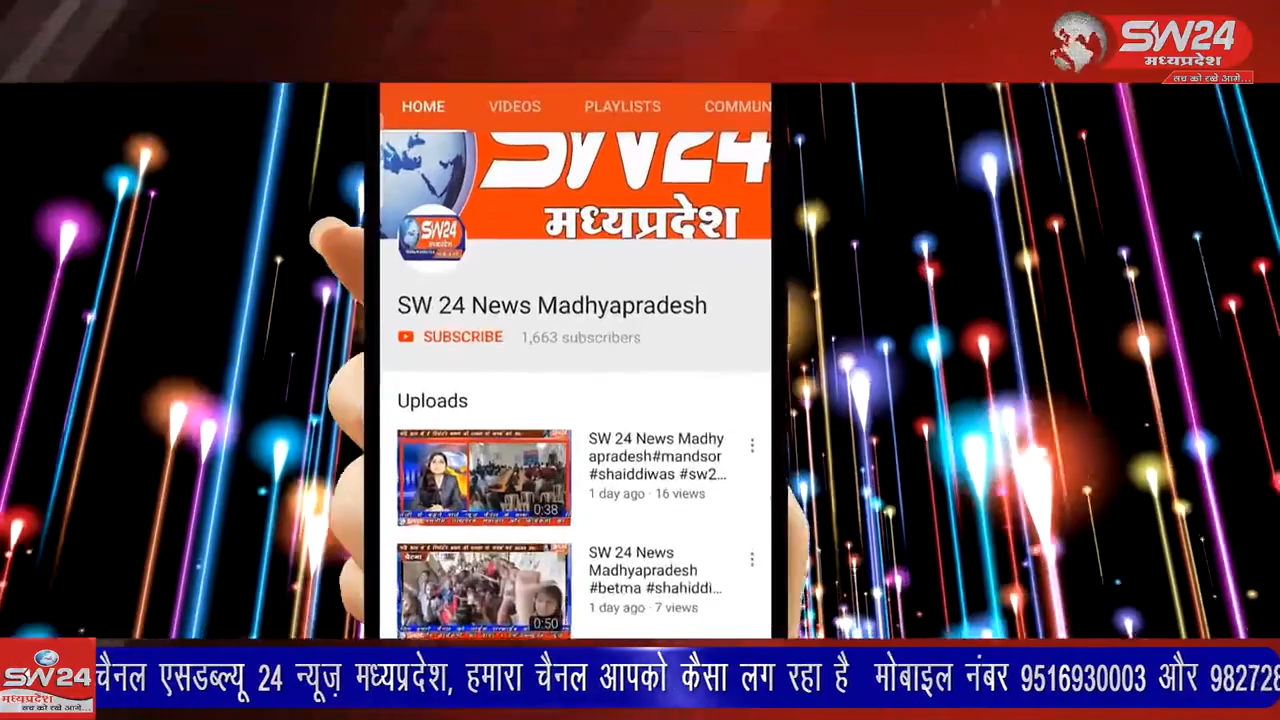 SW24
मध्यप्रदेश
सच को रखे आगे...
HOME VIDEOS PLAYLISTS COMMUN
SW24
मध्यप्रदेश
SW24
SW 24 News Madhyapradesh
SUBSCRIBE 1,663 subscribers
Uploads
SW 24 News Madhy
apradesh#mandsor
#shaiddiwas #sw2...
1 day ago · 16 views
0:38
SW 24 News
Madhyapradesh
#betma #shahiddi...
1 day ago · 7 views
बेटमा
0:50
SW24
मध्यप्रदेश
सच को रखे आगे...
चैनल एसडब्ल्यू 24 न्यूज़ मध्यप्रदेश, हमारा चैनल आपको कैसा लग रहा है मोबाइल नंबर 9516930003 और 982728